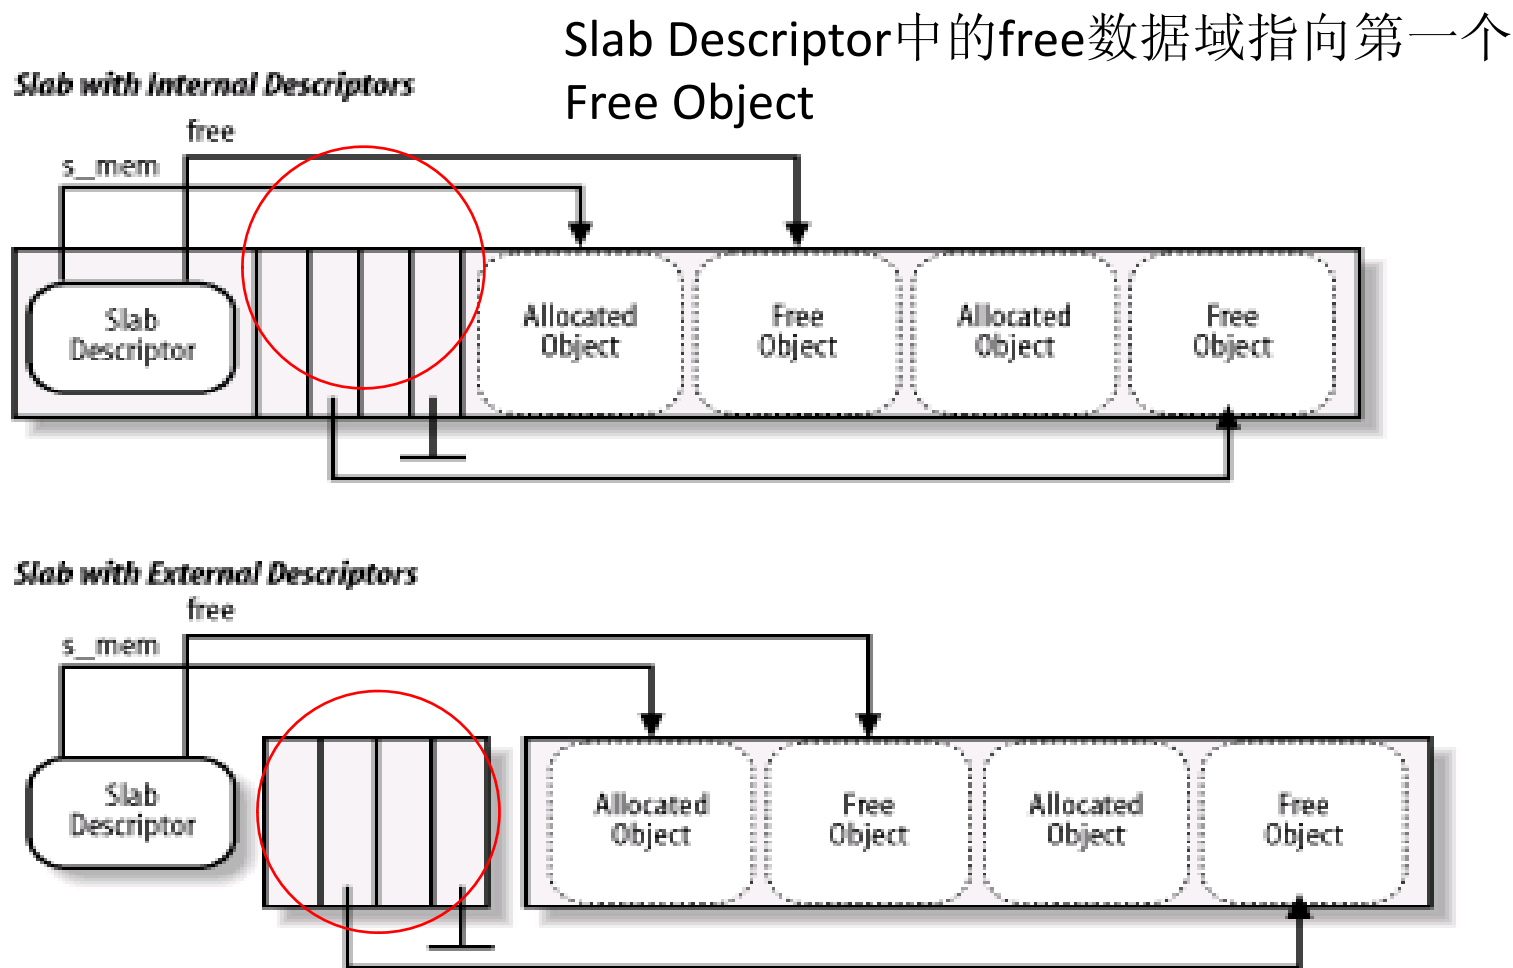 Slab Descriptor中的free数据域指向第一个
Free Object
Slab with Internal Descriptors
free
s_mem
Slab
Descriptor
Allocated
Object
Free
Object
Allocated
Object
Free
Object
Slab with External Descriptors
free
s_mem
Slab
Descriptor
Allocated
Object
Free
Object
Allocated
Object
Free
Object